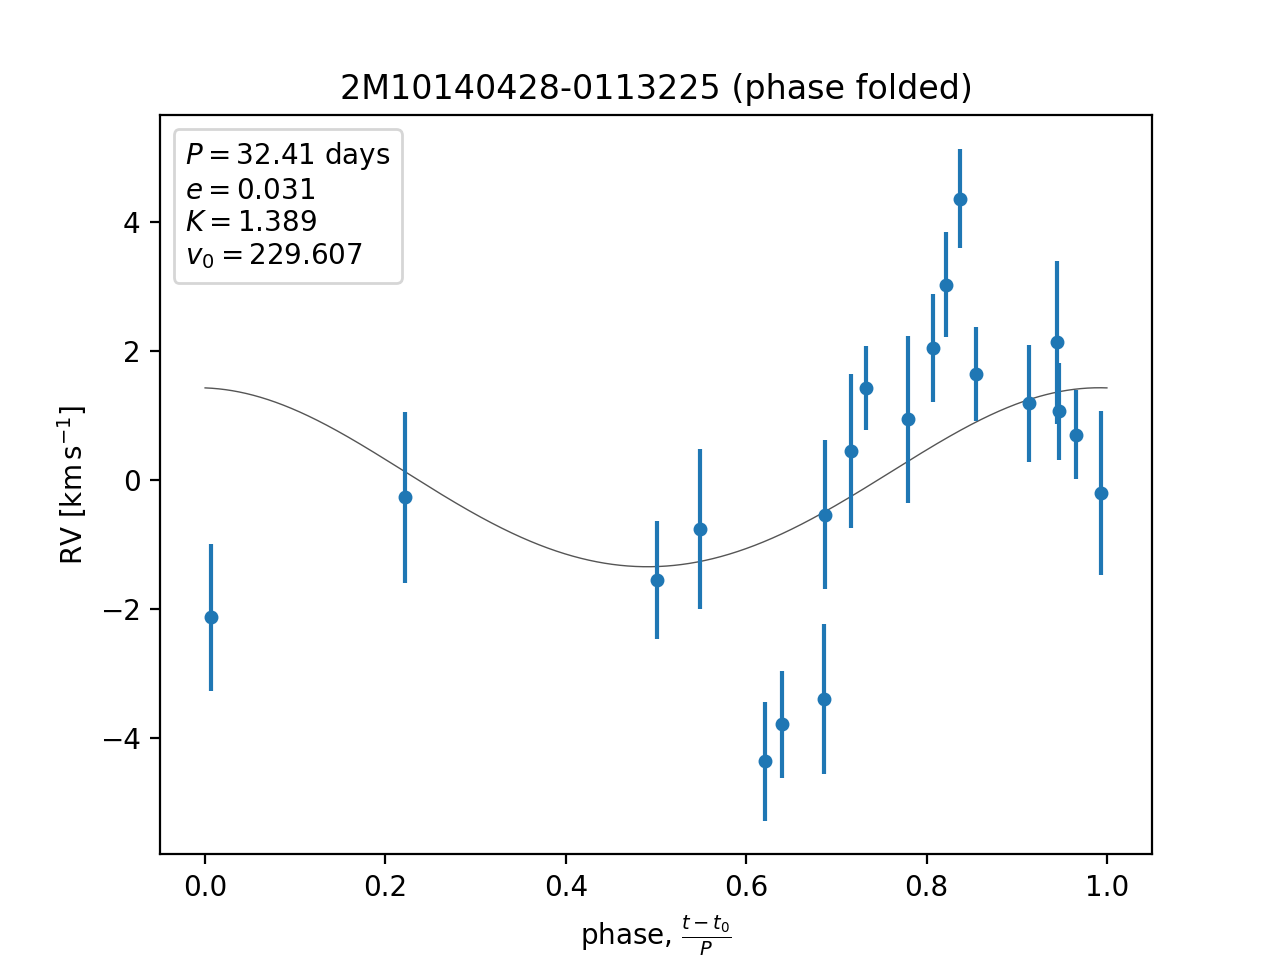 2M10140428-0113225 (phase folded)
P = 32.41 days
e = 0.031
K = 1.389
v₀ = 229.607
4
2
0
−2
−4
RV [km s⁻¹]
0.0 0.2 0.4 0.6 0.8 1.0
phase, (t − t₀)/P